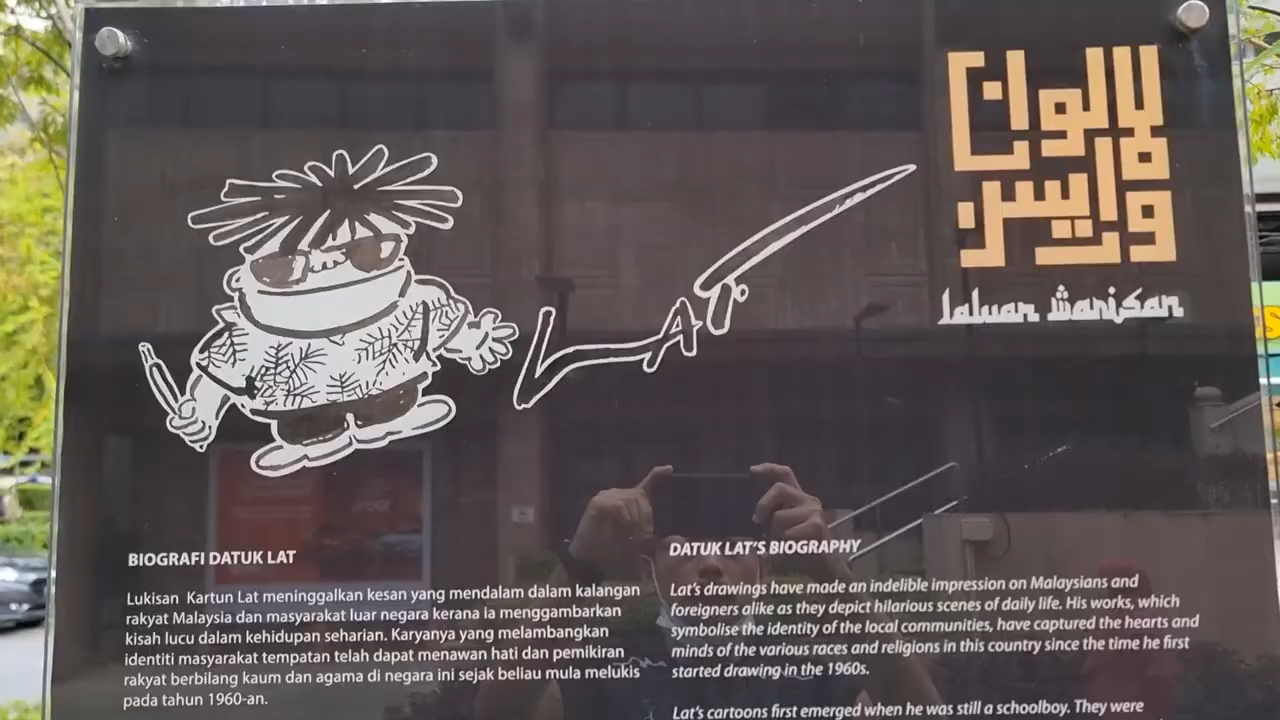 LAT
لالوان
واريسن
Laluan Warisan
BIOGRAFI DATUK LAT
Lukisan Kartun Lat meninggalkan kesan yang mendalam dalam kalangan
rakyat Malaysia dan masyarakat luar negara kerana ia menggambarkan
kisah lucu dalam kehidupan seharian. Karyanya yang melambangkan
identiti masyarakat tempatan telah dapat menawan hati dan pemikiran
rakyat berbilang kaum dan agama di negara ini sejak beliau mula melukis
pada tahun 1960-an.
DATUK LAT'S BIOGRAPHY
Lat's drawings have made an indelible impression on Malaysians and
foreigners alike as they depict hilarious scenes of daily life. His works, which
symbolise the identity of the local communities, have captured the hearts and
minds of the various races and religions in this country since the time he first
started drawing in the 1960s.
Lat's cartoons first emerged when he was still a schoolboy. They were